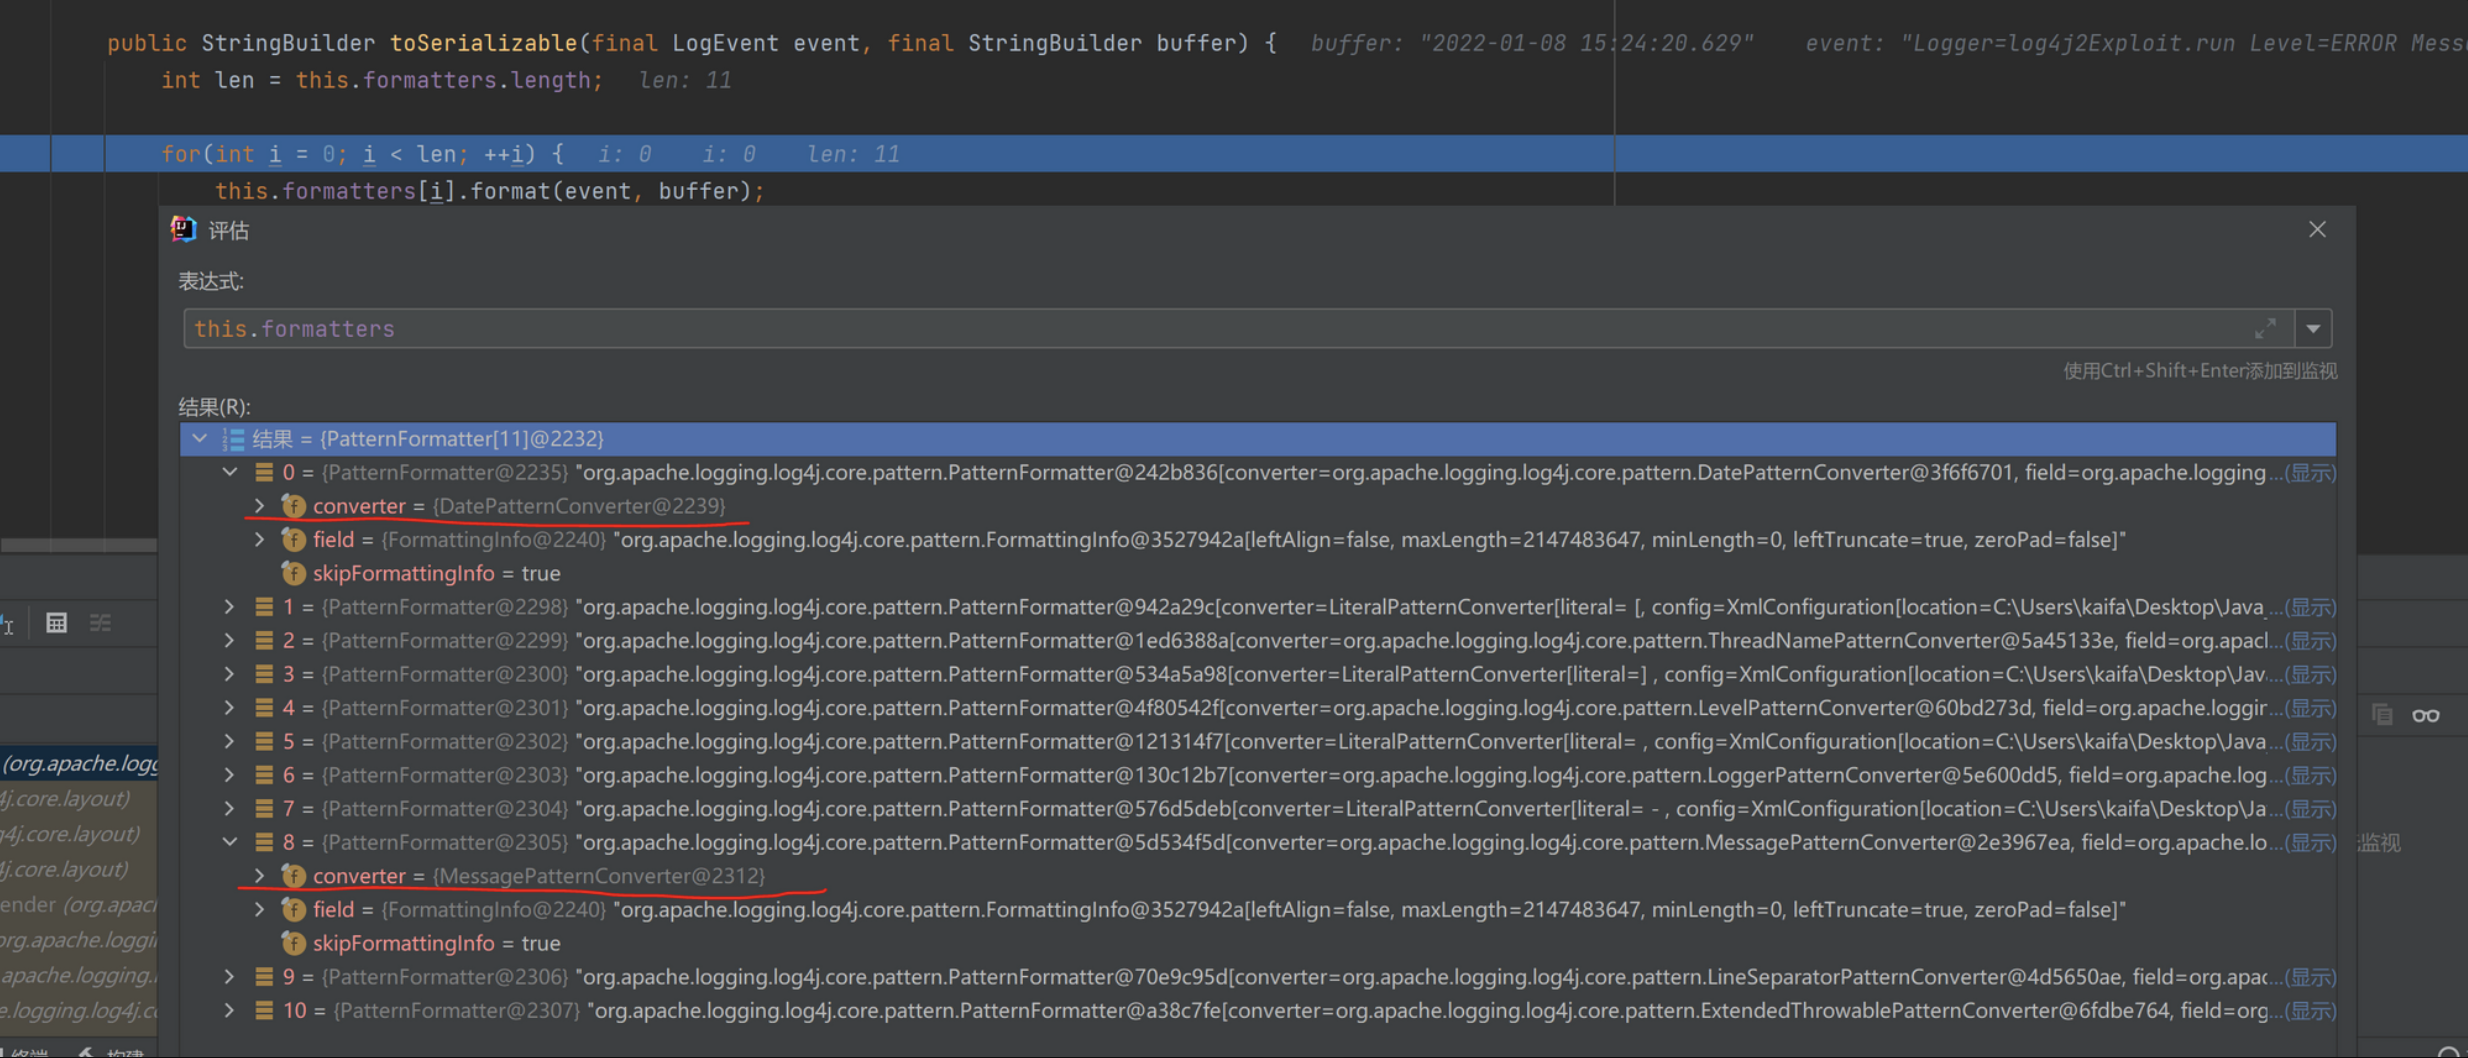 public StringBuilder toSerializable(final LogEvent event, final StringBuilder buffer) {   buffer: "2022-01-08 15:24:20.629"    event: "Logger=log4j2Exploit.run Level=ERROR Mess
int len = this.formatters.length;   len: 11
for(int i = 0; i < len; ++i) {   i: 0    i: 0    len: 11
this.formatters[i].format(event, buffer);
评估
表达式:
this.formatters
使用Ctrl+Shift+Enter添加到监视
结果(R):
结果 = {PatternFormatter[11]@2232}
0 = {PatternFormatter@2235} "org.apache.logging.log4j.core.pattern.PatternFormatter@242b836[converter=org.apache.logging.log4j.core.pattern.DatePatternConverter@3f6f6701, field=org.apache.logging ...(显示)
converter = {DatePatternConverter@2239}
field = {FormattingInfo@2240} "org.apache.logging.log4j.core.pattern.FormattingInfo@3527942a[leftAlign=false, maxLength=2147483647, minLength=0, leftTruncate=true, zeroPad=false]"
skipFormattingInfo = true
1 = {PatternFormatter@2298} "org.apache.logging.log4j.core.pattern.PatternFormatter@942a29c[converter=LiteralPatternConverter[literal= [, config=XmlConfiguration[location=C:\Users\kaifa\Desktop\Java_...(显示)
2 = {PatternFormatter@2299} "org.apache.logging.log4j.core.pattern.PatternFormatter@1ed6388a[converter=org.apache.logging.log4j.core.pattern.ThreadNamePatternConverter@5a45133e, field=org.apacl...(显示)
3 = {PatternFormatter@2300} "org.apache.logging.log4j.core.pattern.PatternFormatter@534a5a98[converter=LiteralPatternConverter[literal=] , config=XmlConfiguration[location=C:\Users\kaifa\Desktop\Jav...(显示)
4 = {PatternFormatter@2301} "org.apache.logging.log4j.core.pattern.PatternFormatter@4f80542f[converter=org.apache.logging.log4j.core.pattern.LevelPatternConverter@60bd273d, field=org.apache.loggir...(显示)
5 = {PatternFormatter@2302} "org.apache.logging.log4j.core.pattern.PatternFormatter@121314f7[converter=LiteralPatternConverter[literal= , config=XmlConfiguration[location=C:\Users\kaifa\Desktop\Java...(显示)
6 = {PatternFormatter@2303} "org.apache.logging.log4j.core.pattern.PatternFormatter@130c12b7[converter=org.apache.logging.log4j.core.pattern.LoggerPatternConverter@5e600dd5, field=org.apache.log...(显示)
7 = {PatternFormatter@2304} "org.apache.logging.log4j.core.pattern.PatternFormatter@576d5deb[converter=LiteralPatternConverter[literal= - , config=XmlConfiguration[location=C:\Users\kaifa\Desktop\Ja...(显示)
8 = {PatternFormatter@2305} "org.apache.logging.log4j.core.pattern.PatternFormatter@5d534f5d[converter=org.apache.logging.log4j.core.pattern.MessagePatternConverter@2e3967ea, field=org.apache.lo...(显示)
converter = {MessagePatternConverter@2312}
field = {FormattingInfo@2240} "org.apache.logging.log4j.core.pattern.FormattingInfo@3527942a[leftAlign=false, maxLength=2147483647, minLength=0, leftTruncate=true, zeroPad=false]"
skipFormattingInfo = true
9 = {PatternFormatter@2306} "org.apache.logging.log4j.core.pattern.PatternFormatter@70e9c95d[converter=org.apache.logging.log4j.core.pattern.LineSeparatorPatternConverter@4d5650ae, field=org.apac...(显示)
10 = {PatternFormatter@2307} "org.apache.logging.log4j.core.pattern.PatternFormatter@a38c7fe[converter=org.apache.logging.log4j.core.pattern.ExtendedThrowablePatternConverter@6fdbe764, field=org...(显示)
(org.apache.logg
4j.core.layout)
g4j.core.layout)
4j.core.layout)
ender (org.apacl
org.apache.loggin
apache.logging.
e.logging.log4j.co
监视
终端
构建